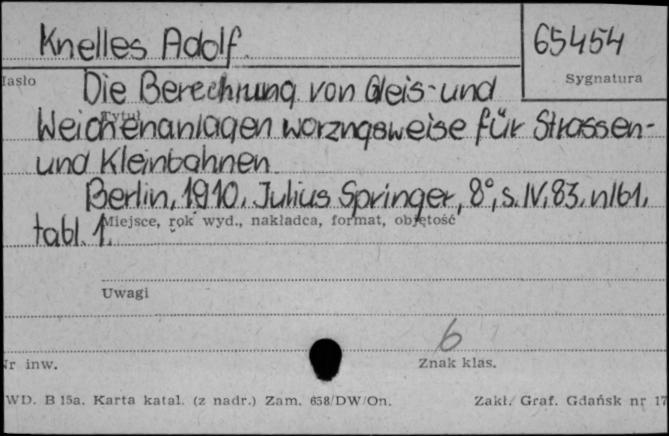 Knelles Adolf
65454
Hasło
Sygnatura
Die Berechnung von Gleis- und
Tytuł
Weichenanlagen worzngsweise für Strassen-
und Kleinbahnen
Berlin, 1910, Julius Springer, 8°, s. IV, 83,
Miejsce, rok wyd., nakładca, format, objętość
tabl. 1.
Uwagi
6
Nr inw.
Znak klas.
WD. B 15a. Karta katal. (z nadr.) Zam. 658/DW/On.
Zakł. Graf. Gdańsk nr 17